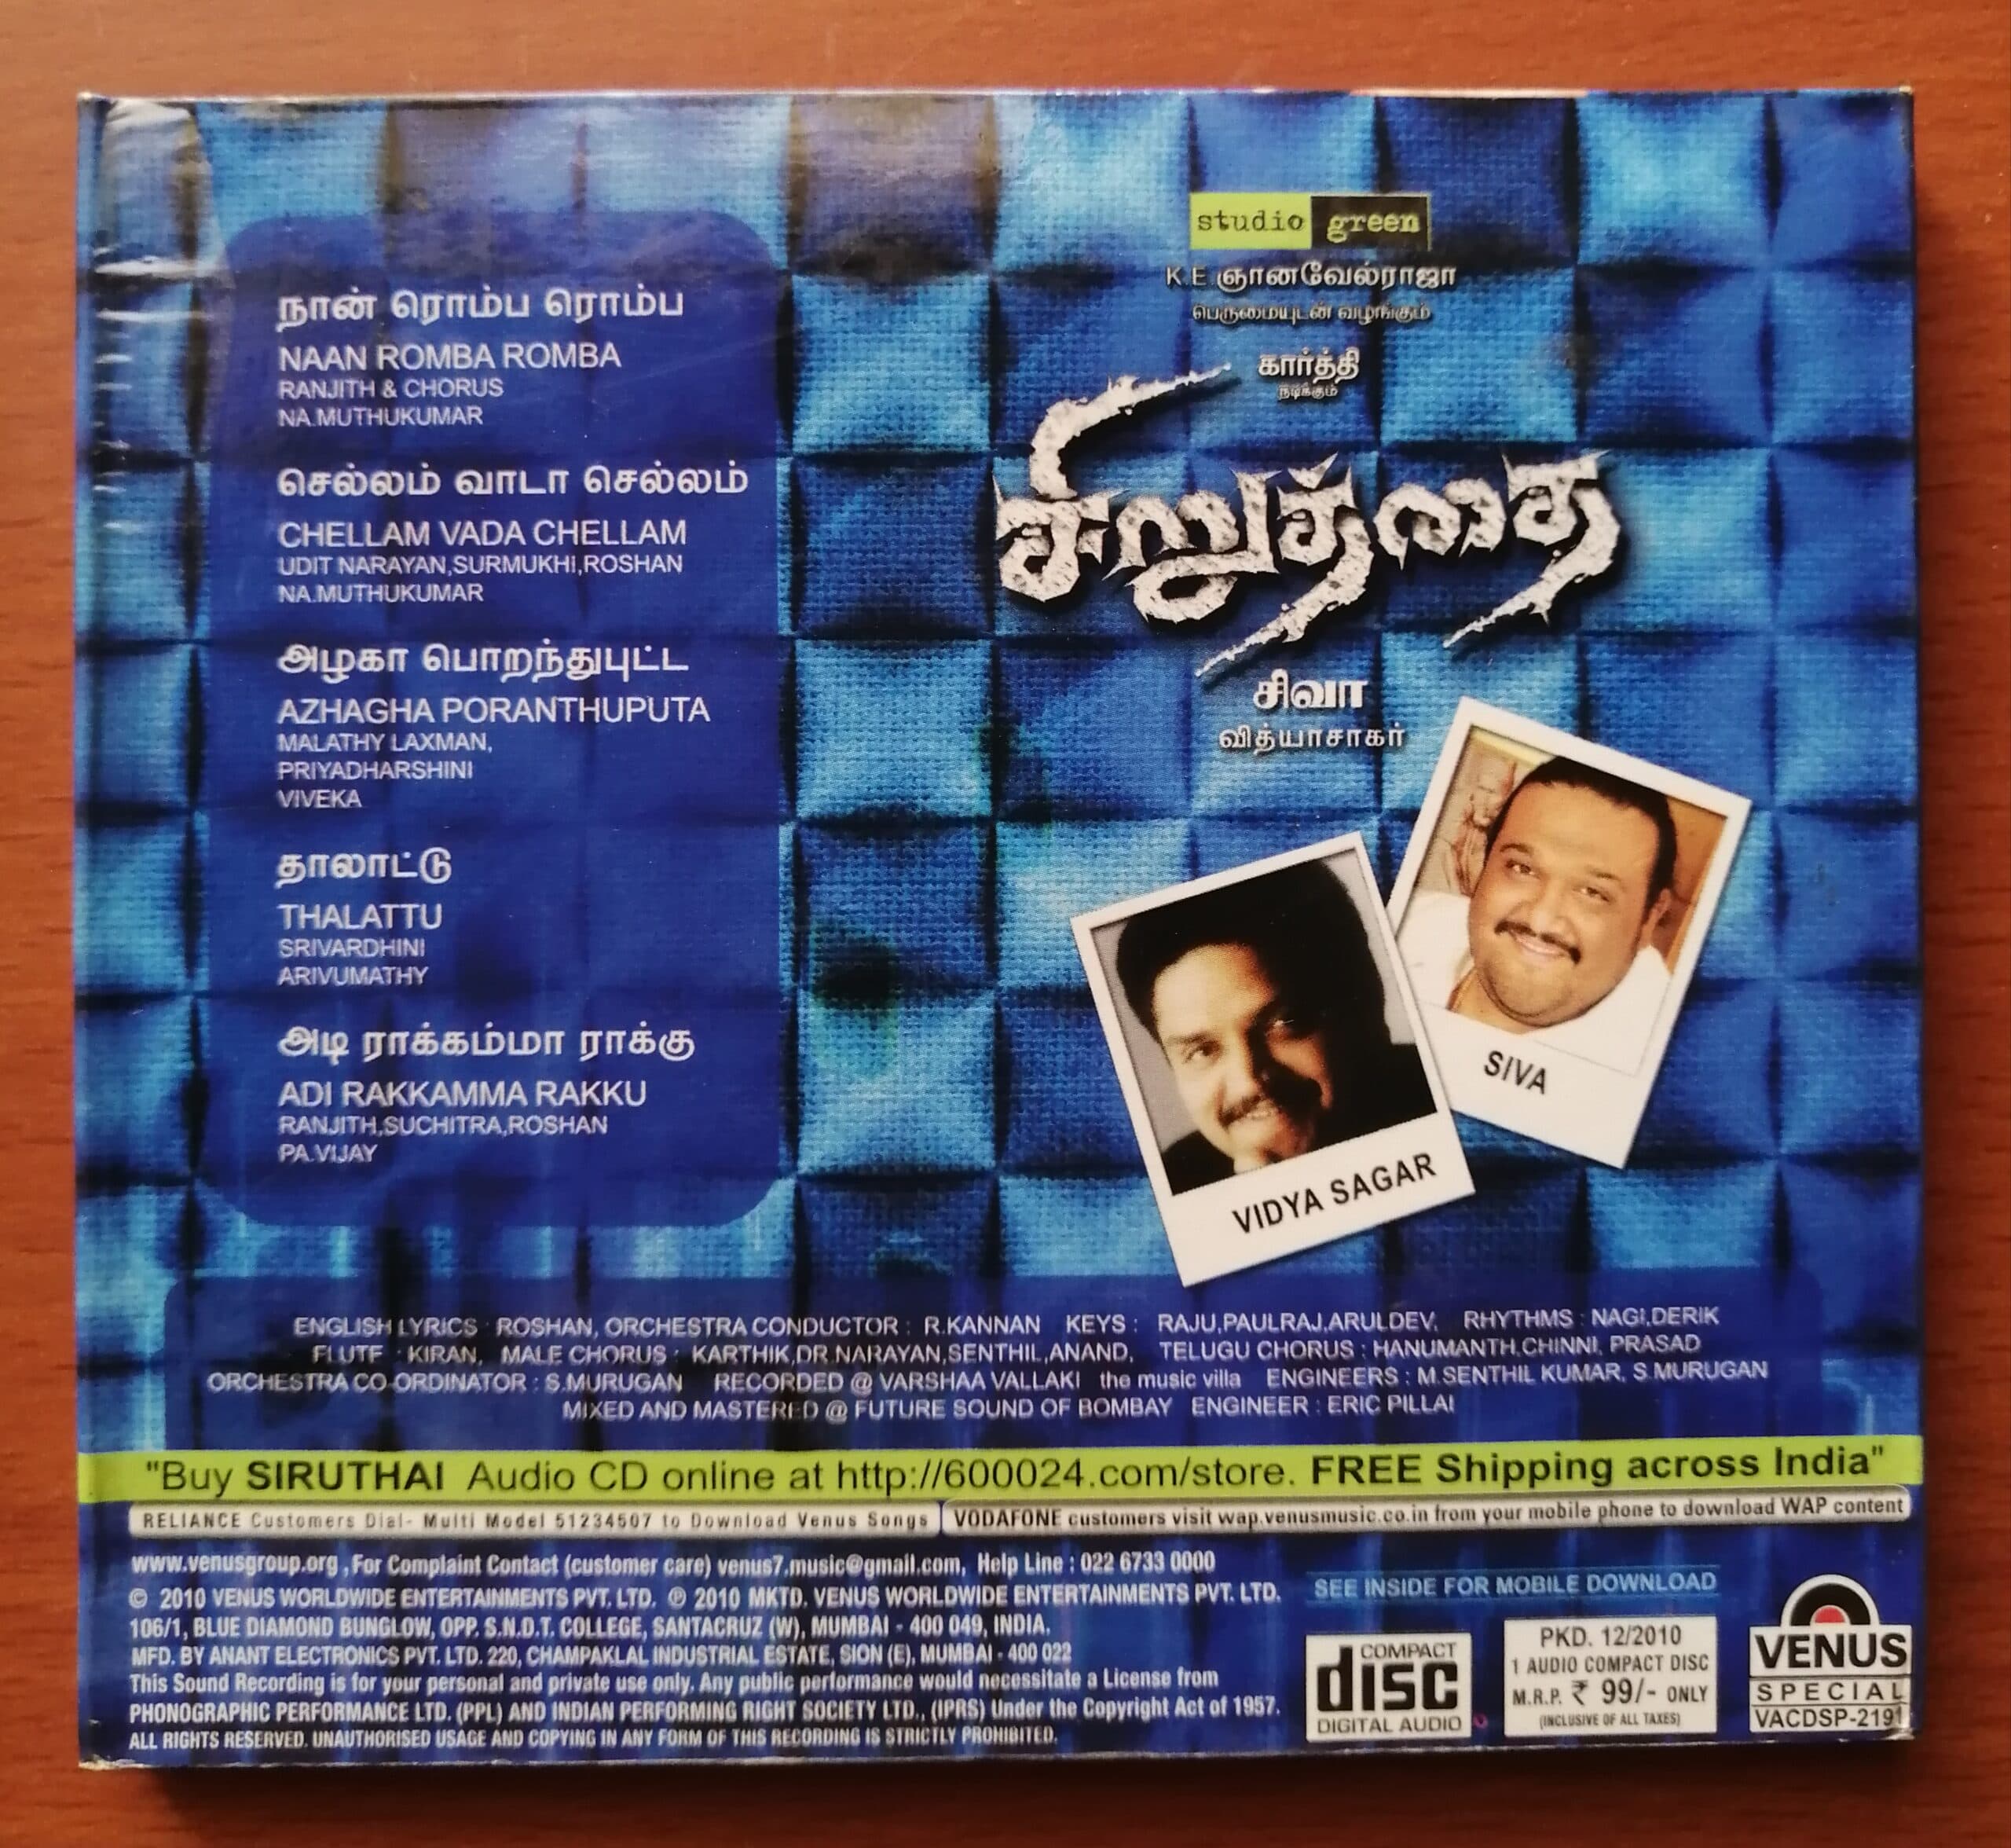 நான் ரொம்ப ரொம்ப
NAAN ROMBA ROMBA
RANJITH & CHORUS
NA.MUTHUKUMAR
செல்லம் வாடா செல்லம்
CHELLAM VADA CHELLAM
UDIT NARAYAN,SURMUKHI,ROSHAN
NA.MUTHUKUMAR
அழகா பொறந்துபுட்ட
AZHAGHA PORANTHUPUTA
MALATHY LAXMAN,
PRIYADHARSHINI
VIVEKA
தாலாட்டு
THALATTU
SRIVARDHINI
ARIVUMATHY
அடி ராக்கம்மா ராக்கு
ADI RAKKAMMA RAKKU
RANJITH,SUCHITRA,ROSHAN
PA.VIJAY
studio green
K.E ஞானவேல்ராஜா
பெருமையுடன் வழங்கும்
கார்த்தி
நடிக்கும்
சிறுத்தை
சிவா
வித்யாசாகர்
SIVA
VIDYA SAGAR
ENGLISH LYRICS : ROSHAN, ORCHESTRA CONDUCTOR : R.KANNAN KEYS : RAJU,PAULRAJ,ARULDEV, RHYTHMS : NAGI,DERIK
FLUTE : KIRAN, MALE CHORUS : KARTHIK,DR.NARAYAN,SENTHIL,ANAND, TELUGU CHORUS : HANUMANTH,CHINNI, PRASAD
ORCHESTRA CO ORDINATOR : S.MURUGAN RECORDED @ VARSHAA VALLAKI the music villa ENGINEERS : M.SENTHIL KUMAR, S.MURUGAN
MIXED AND MASTERED @ FUTURE SOUND OF BOMBAY ENGINEER : ERIC PILLAI
"Buy SIRUTHAI Audio CD online at http://600024.com/store. FREE Shipping across India"
RELIANCE Customers Dial- Multi Model 51234507 to Download Venus Songs
VODAFONE customers visit wap.venusmusic.co.in from your mobile phone to download WAP content
www.venusgroup.org , For Complaint Contact (customer care) venus7.music@gmail.com, Help Line : 022 6733 0000
© 2010 VENUS WORLDWIDE ENTERTAINMENTS PVT. LTD. ℗ 2010 MKTD. VENUS WORLDWIDE ENTERTAINMENTS PVT. LTD.
106/1, BLUE DIAMOND BUNGLOW, OPP. S.N.D.T. COLLEGE, SANTACRUZ (W), MUMBAI - 400 049, INDIA.
MFD. BY ANANT ELECTRONICS PVT. LTD. 220, CHAMPAKLAL INDUSTRIAL ESTATE, SION (E), MUMBAI - 400 022
This Sound Recording is for your personal and private use only. Any public performance would necessitate a License from
PHONOGRAPHIC PERFORMANCE LTD. (PPL) AND INDIAN PERFORMING RIGHT SOCIETY LTD., (IPRS) Under the Copyright Act of 1957.
ALL RIGHTS RESERVED. UNAUTHORISED USAGE AND COPYING IN ANY FORM OF THIS RECORDING IS STRICTLY PROHIBITED.
SEE INSIDE FOR MOBILE DOWNLOAD
COMPACT
disc
DIGITAL AUDIO
PKD. 12/2010
1 AUDIO COMPACT DISC
M.R.P. ₹ 99/- ONLY
(INCLUSIVE OF ALL TAXES)
VENUS
SPECIAL
VACDSP-2191